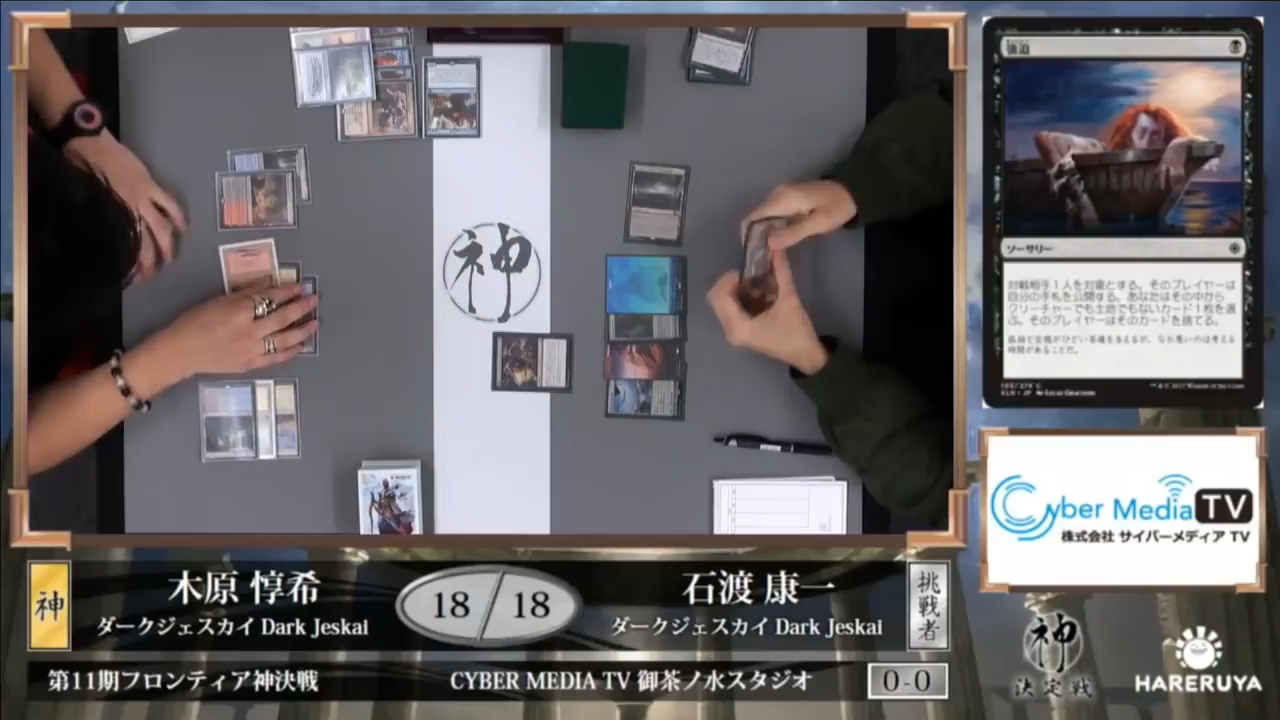 強迫
ソーサリー
対戦相手1人を対象とする。そのプレイヤーは
自分の手札を公開する。あなたはその中から
クリーチャーでも土地でもないカード1枚を選
ぶ。そのプレイヤーはそのカードを捨てる。
神
Cyber Media TV
株式会社 サイバーメディア TV
神
木原 惇希
ダークジェスカイ Dark Jeskai
18 / 18
石渡 康一
ダークジェスカイ Dark Jeskai
挑戦者
第11期フロンティア神決戦
CYBER MEDIA TV 御茶ノ水スタジオ
0-0
神
決定戦
HARERUYA